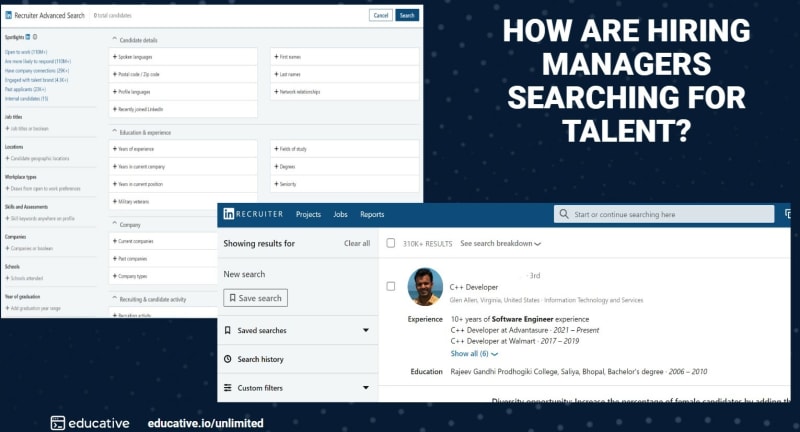 in Recruiter Advanced Search
0 total candidates
Cancel
Search
Spotlights in
Open to work (110M+)
Are more likely to respond (110M+)
Have company connections (29K+)
Engaged with talent brand (4.3K+)
Past applicants (22K+)
Internal candidates (15)
Job titles
+ Job titles or boolean
Locations
+ Candidate geographic locations
Workplace types
+ Draws from open to work preferences
Skills and Assessments
+ Skill keywords anywhere on profile
Companies
+ Companies or boolean
Schools
+ Schools attended
Year of graduation
+ Add graduation year range
Candidate details
+ Spoken languages
+ First names
+ Postal code / Zip code
+ Last names
+ Profile languages
+ Network relationships
+ Recently joined LinkedIn
Education & experience
+ Years of experience
+ Fields of study
+ Years in current company
+ Degrees
+ Years in current position
+ Seniority
+ Military veterans
Company
+ Current companies
+ Past companies
+ Company types
Recruiting & candidate activity
+ Recruiting activity
HOW ARE HIRING
MANAGERS
SEARCHING FOR
TALENT?
in RECRUITER
Projects
Jobs
Reports
Start or continue searching here
Showing results for
Clear all
New search
Save search
Saved searches
Search history
Custom filters
310K+ RESULTS
See search breakdown
· 3rd
C++ Developer
Glen Allen, Virginia, United States · Information Technology and Services
Experience
10+ years of Software Engineer experience
C++ Developer at Advantasure · 2021 – Present
C++ Developer at Walmart · 2017 – 2019
Show all (6)
Education
Rajeev Gandhi Prodhogiki College, Saliya, Bhopal, Bachelor's degree · 2006 – 2010
Diversity opportunity: Increase the percentage of female candidates by adding the
educative
educative.io/unlimited